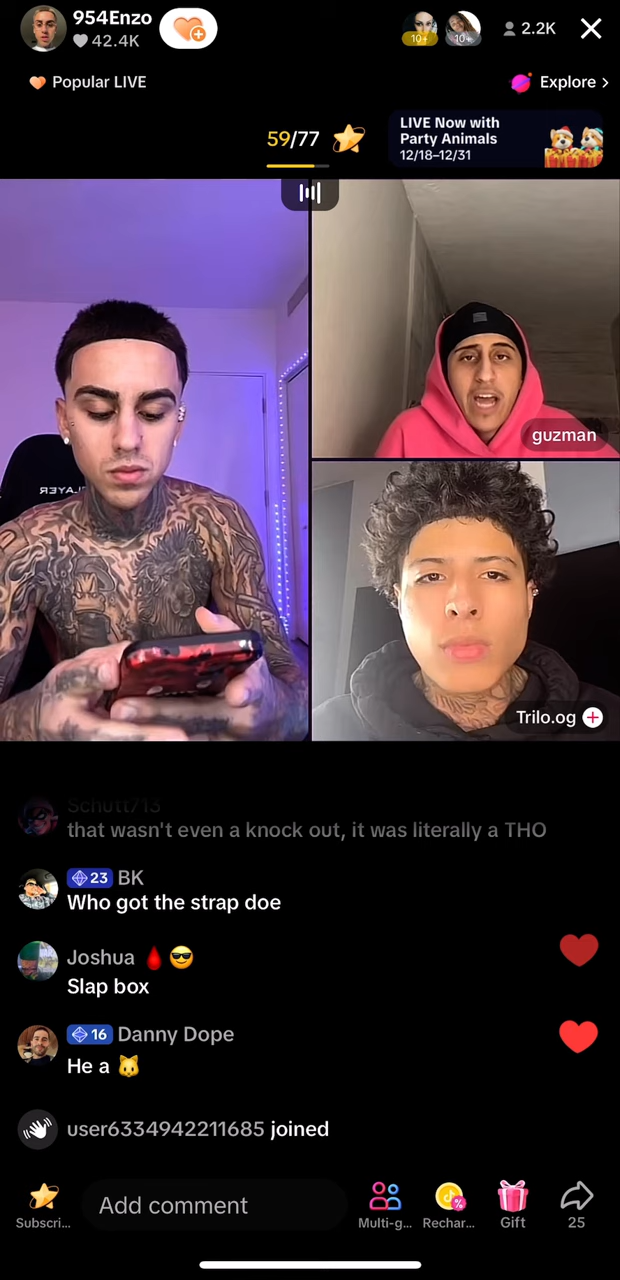 954Enzo
42.4K
10+
10+
2.2K
Popular LIVE
Explore >
59/77
LIVE Now with
Party Animals
12/18–12/31
guzman
Trilo.og
Schutt713
that wasn't even a knock out, it was literally a THO
23 BK
Who got the strap doe
Joshua 🩸 😎
Slap box
16 Danny Dope
He a 🐱
user6334942211685 joined
Subscri...
Add comment
Multi-g...
Rechar...
Gift
25